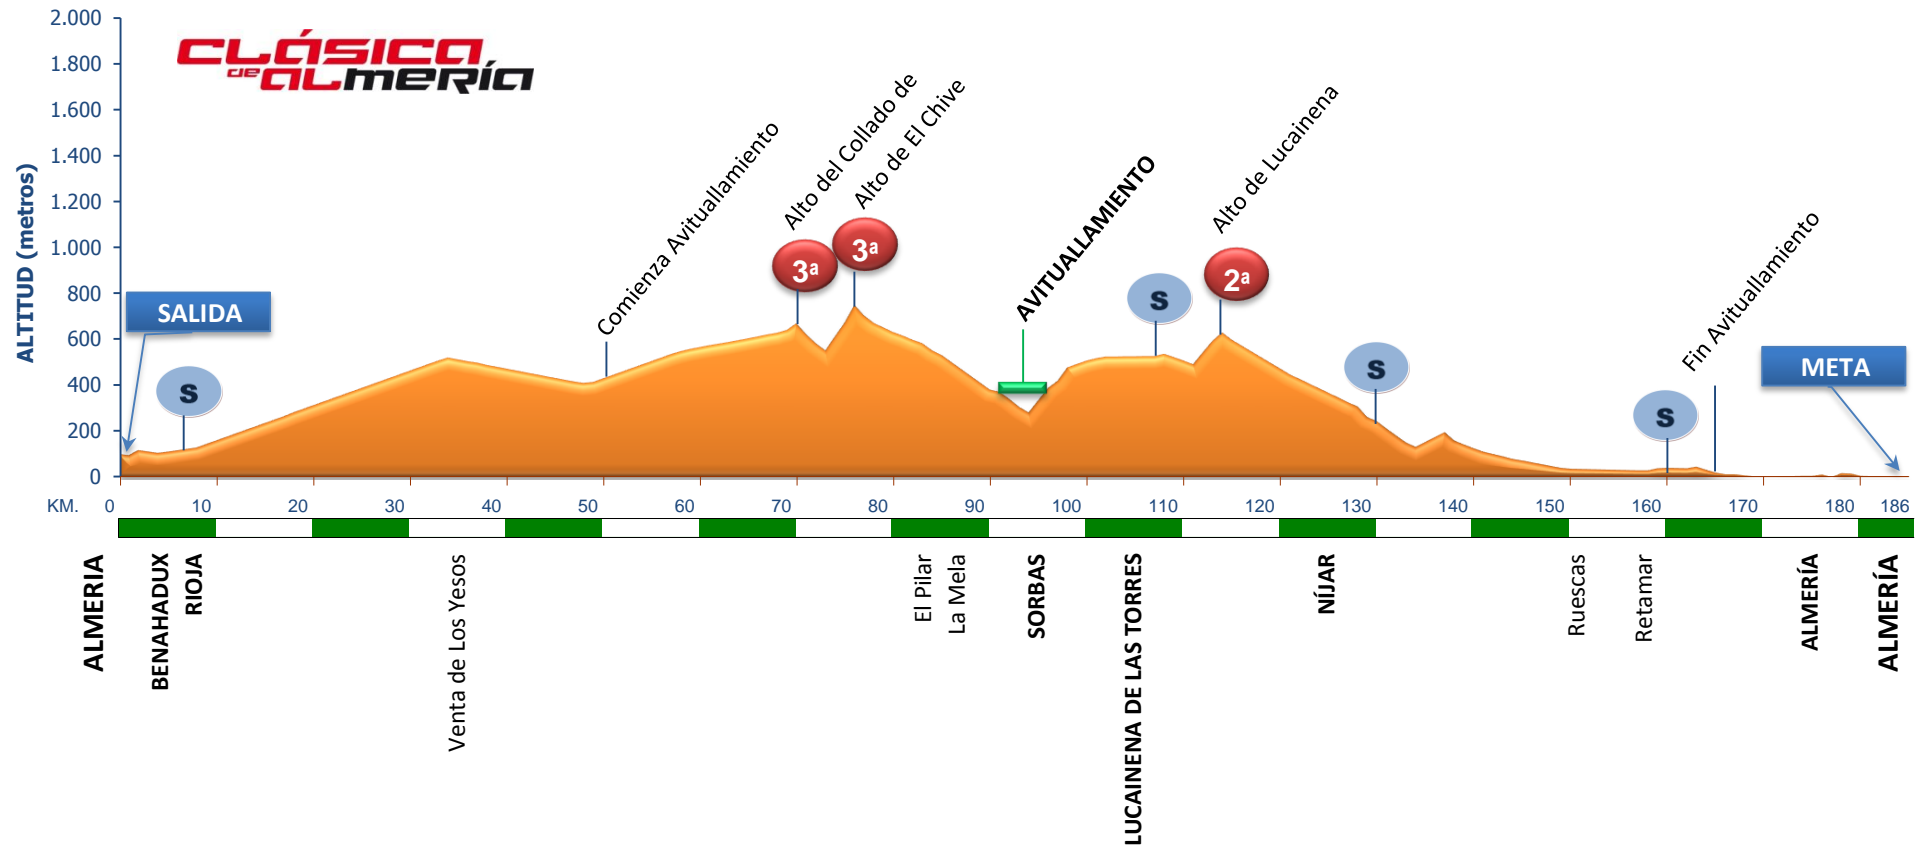 CLÁSICA
DE ALMERÍA
ALTITUD (metros)
2.000
1.800
1.600
1.400
1.200
1.000
800
600
400
200
0
SALIDA
S
Comienza Avituallamiento
3ª
Alto del Collado de
3ª
Alto de El Chive
AVITUALLAMIENTO
S
2ª
Alto de Lucainena
S
S
Fin Avituallamiento
META
KM. 0 10 20 30 40 50 60 70 80 90 100 110 120 130 140 150 160 170 180 186
ALMERIA
BENAHADUX
RIOJA
Venta de Los Yesos
El Pilar
La Mela
SORBAS
LUCAINENA DE LAS TORRES
NÍJAR
Ruescas
Retamar
ALMERÍA
ALMERÍA